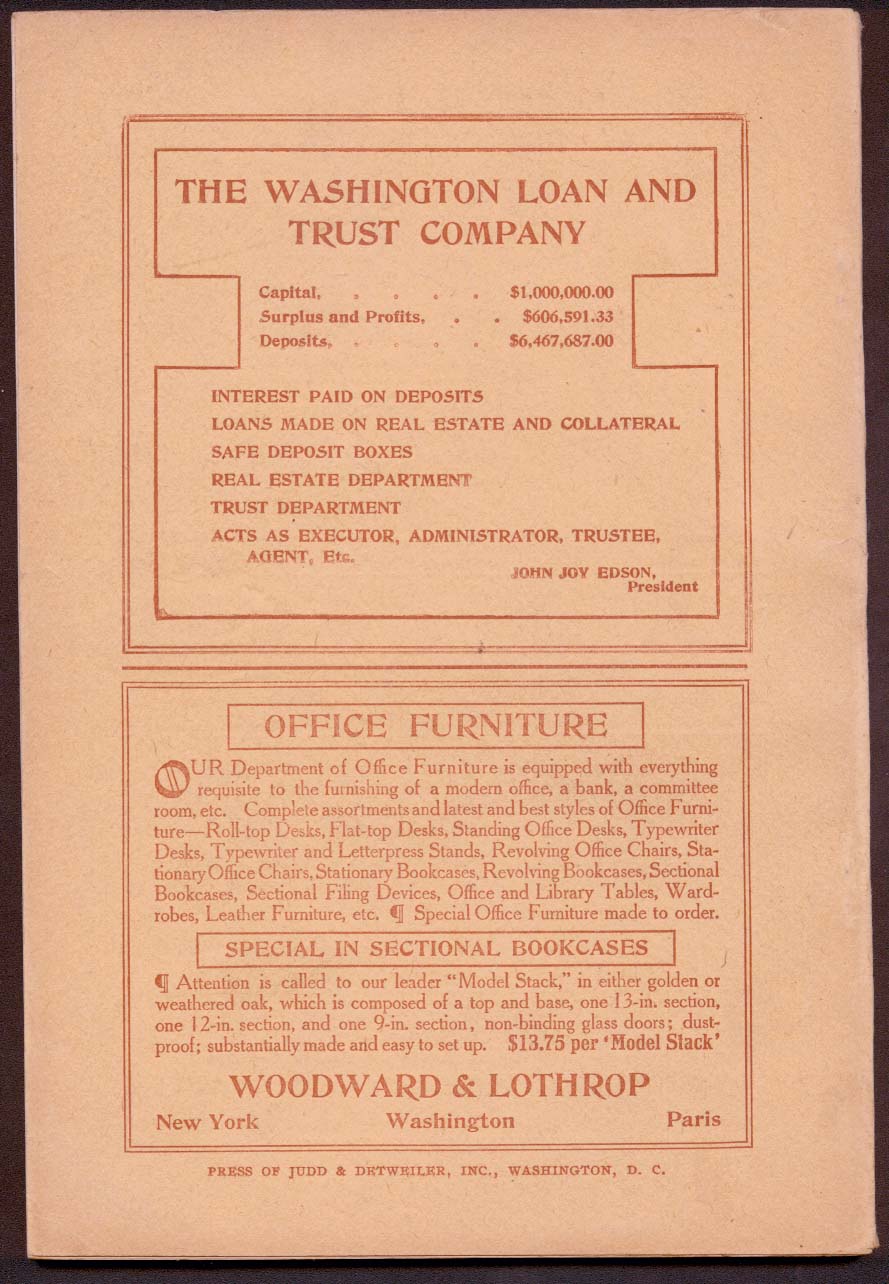 THE WASHINGTON LOAN AND
TRUST COMPANY
Capital, . . . . $1,000,000.00
Surplus and Profits, . . $606,591.33
Deposits, . . . . $6,467,687.00
INTEREST PAID ON DEPOSITS
LOANS MADE ON REAL ESTATE AND COLLATERAL
SAFE DEPOSIT BOXES
REAL ESTATE DEPARTMENT
TRUST DEPARTMENT
ACTS AS EXECUTOR, ADMINISTRATOR, TRUSTEE,
AGENT, Etc.
JOHN JOY EDSON,
President
OFFICE FURNITURE
OUR Department of Office Furniture is equipped with everything
requisite to the furnishing of a modern office, a bank, a committee
room, etc. Complete assortments and latest and best styles of Office Furni-
ture—Roll-top Desks, Flat-top Desks, Standing Office Desks, Typewriter
Desks, Typewriter and Letterpress Stands, Revolving Office Chairs, Sta-
tionary Office Chairs, Stationary Bookcases, Revolving Bookcases, Sectional
Bookcases, Sectional Filing Devices, Office and Library Tables, Ward-
robes, Leather Furniture, etc. ¶ Special Office Furniture made to order.
SPECIAL IN SECTIONAL BOOKCASES
¶ Attention is called to our leader "Model Stack," in either golden or
weathered oak, which is composed of a top and base, one 13-in. section,
one 12-in. section, and one 9-in. section, non-binding glass doors; dust-
proof; substantially made and easy to set up. $13.75 per 'Model Stack'
WOODWARD & LOTHROP
New York Washington Paris
PRESS OF JUDD & DETWEILER, INC., WASHINGTON, D. C.